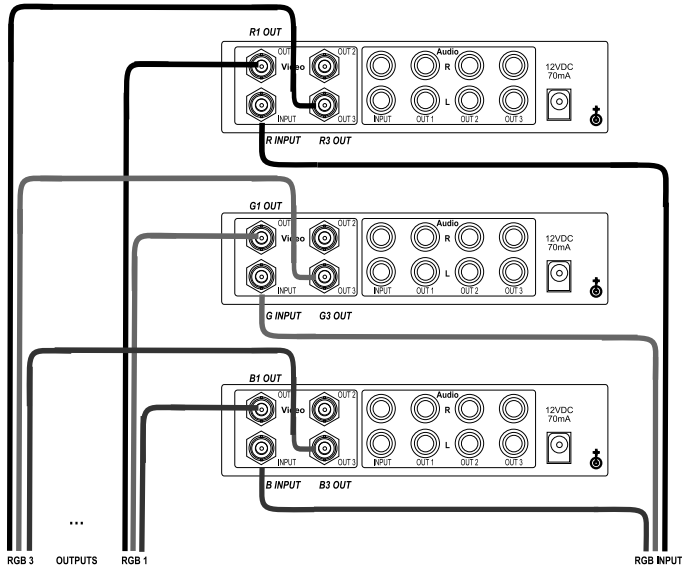 R1 OUT
OUT OUT 2 Audio
Video R 12VDC
70mA
L
INPUT OUT 3 INPUT OUT 1 OUT 2 OUT 3
R INPUT R3 OUT
G1 OUT
OUT OUT 2 Audio
Video R 12VDC
70mA
L
INPUT OUT 3 INPUT OUT 1 OUT 2 OUT 3
G INPUT G3 OUT
B1 OUT
OUT OUT 2 Audio
Video R 12VDC
70mA
L
INPUT OUT 3 INPUT OUT 1 OUT 2 OUT 3
B INPUT B3 OUT
...
RGB 3 OUTPUTS RGB 1 RGB INPUT